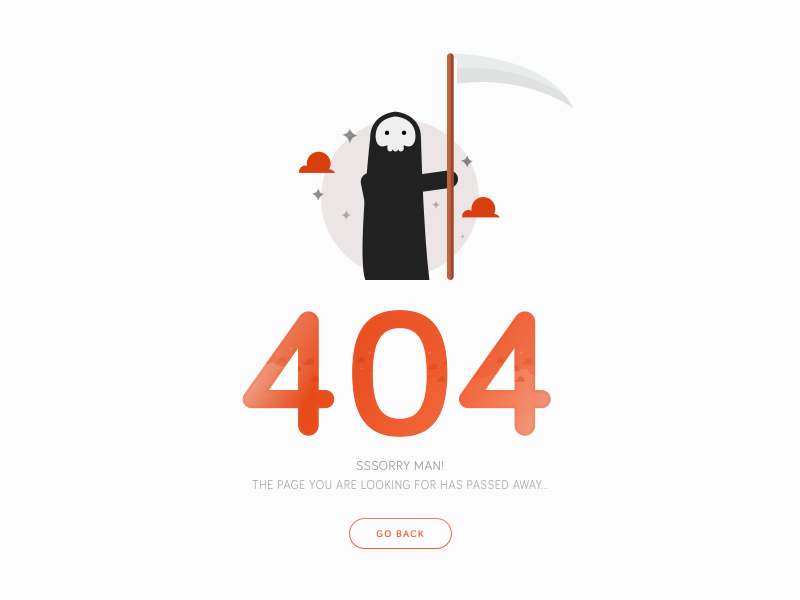 404
SSSORRY MAN!
THE PAGE YOU ARE LOOKING FOR HAS PASSED AWAY...
GO BACK